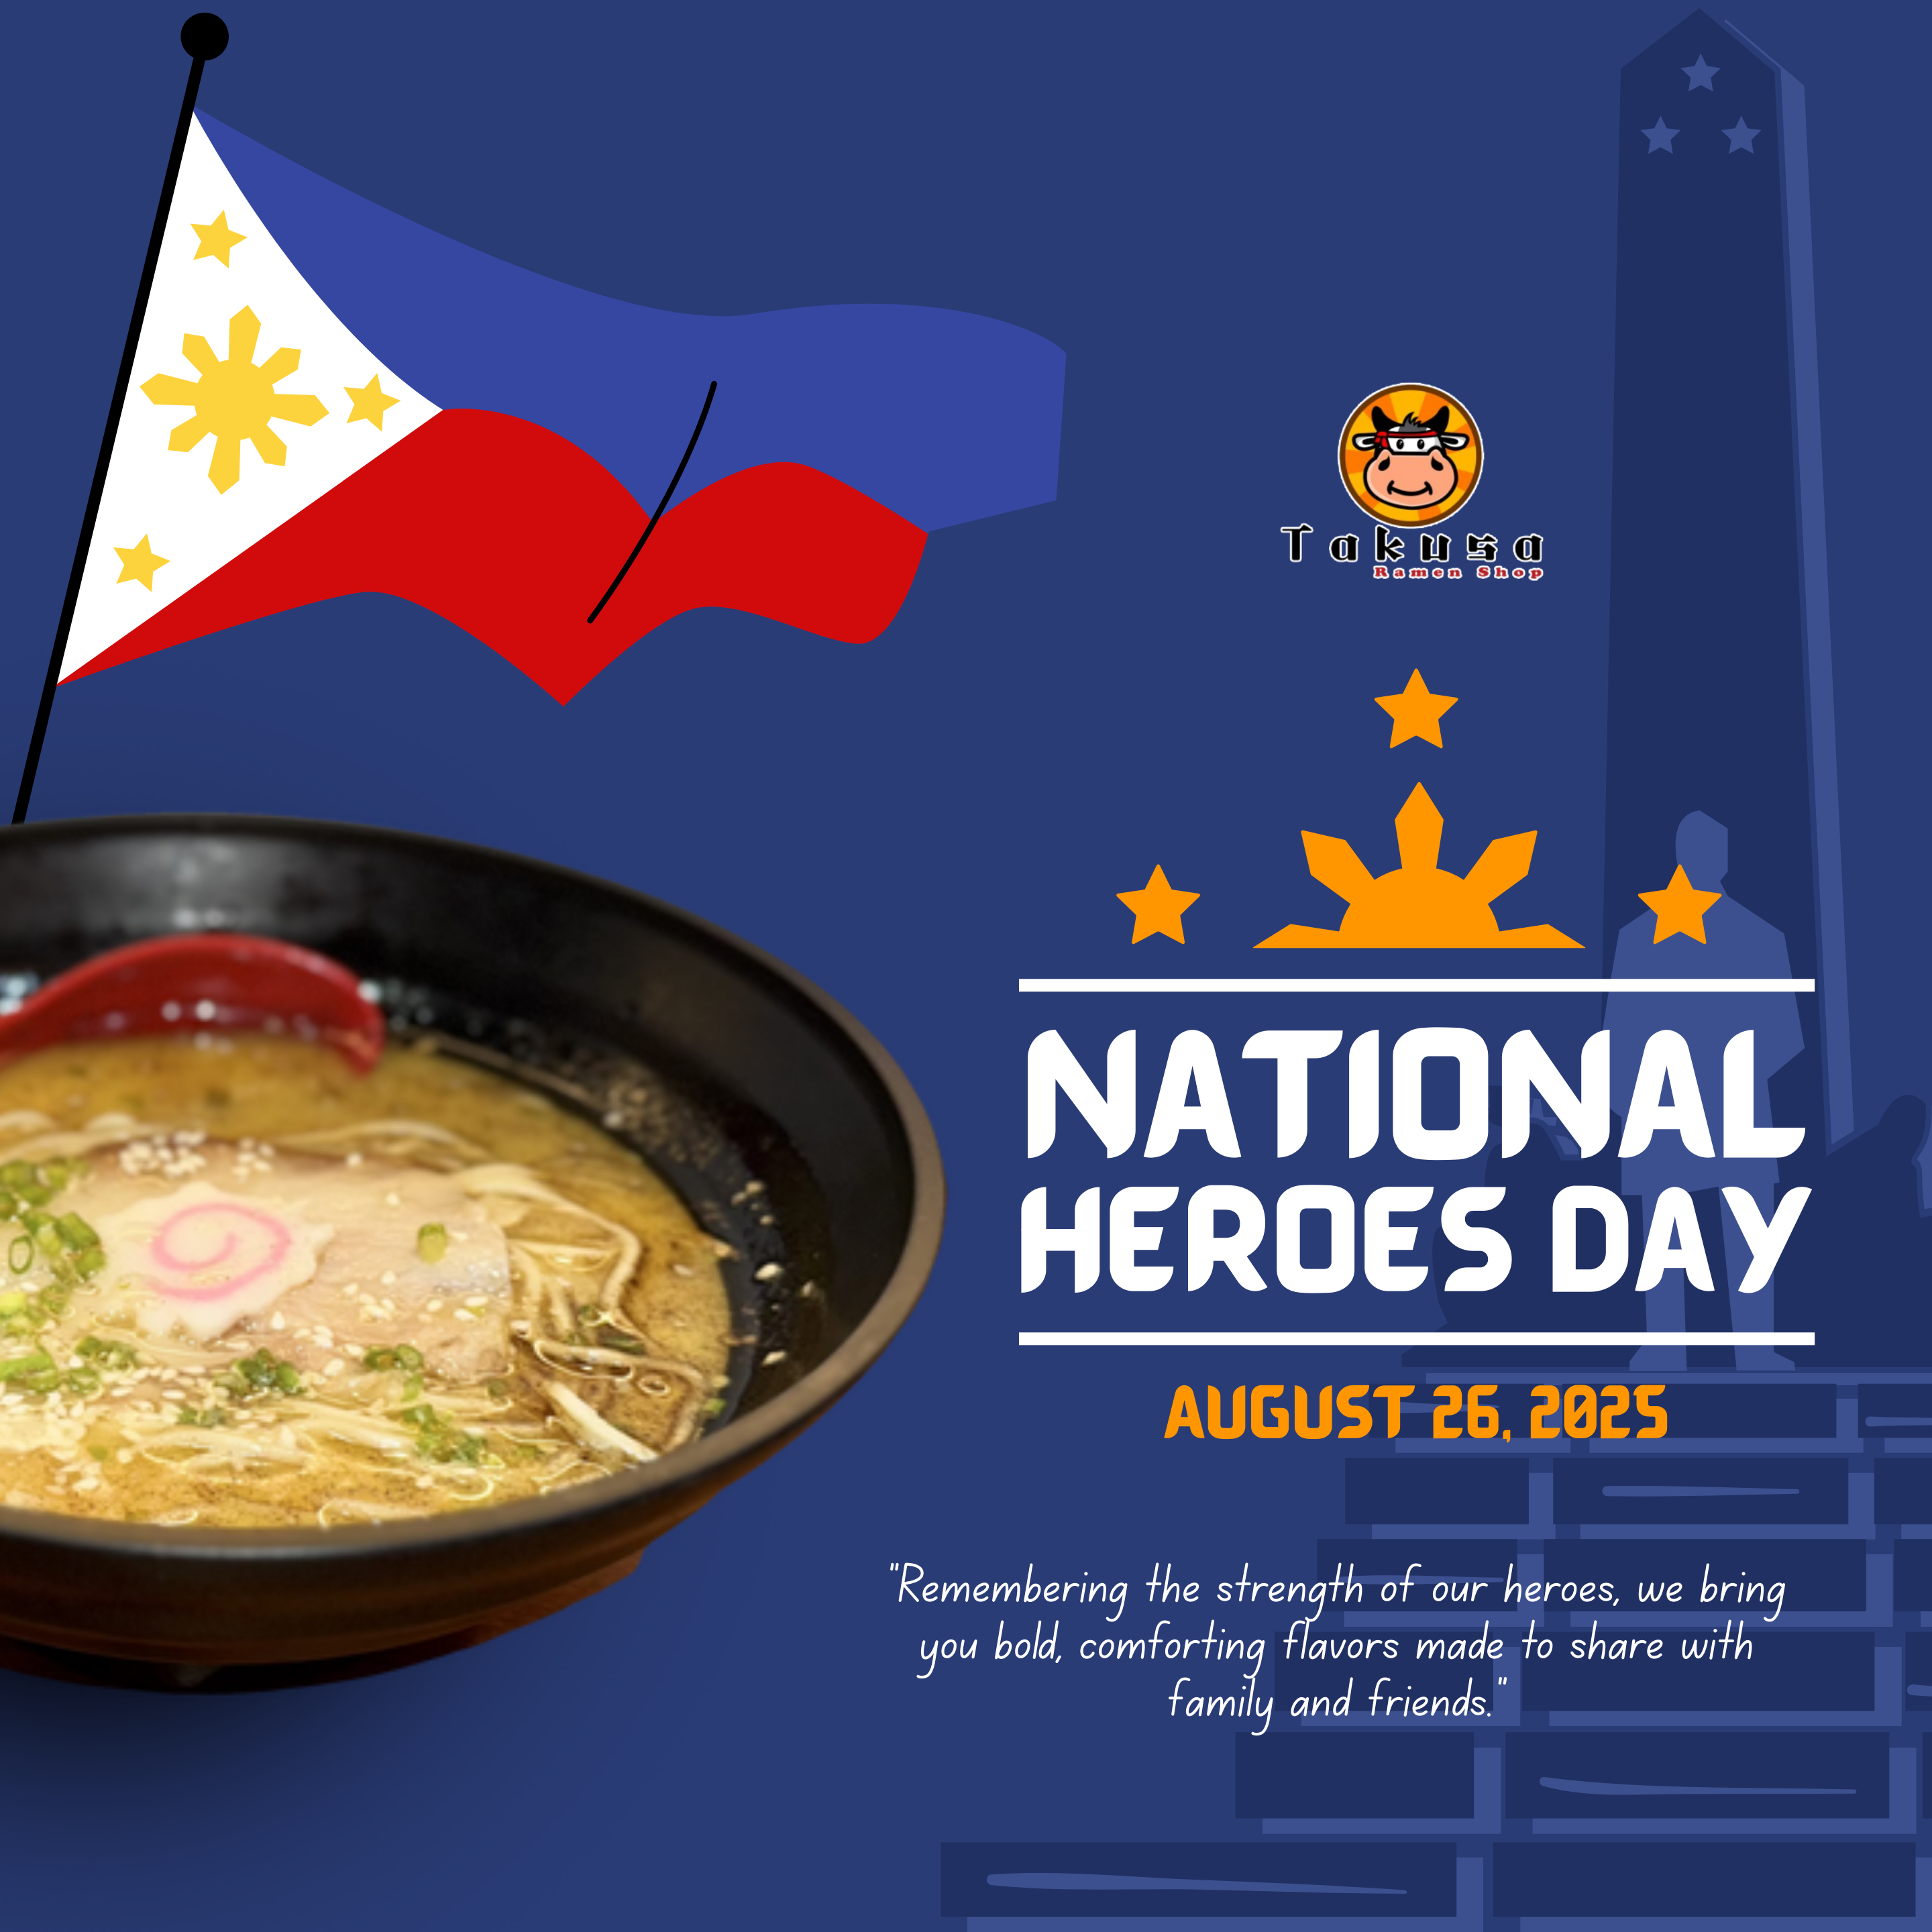 Takusa
Ramen Shop
NATIONAL
HEROES DAY
AUGUST 26, 2025
"Remembering the strength of our heroes, we bring
you bold, comforting flavors made to share with
family and friends."